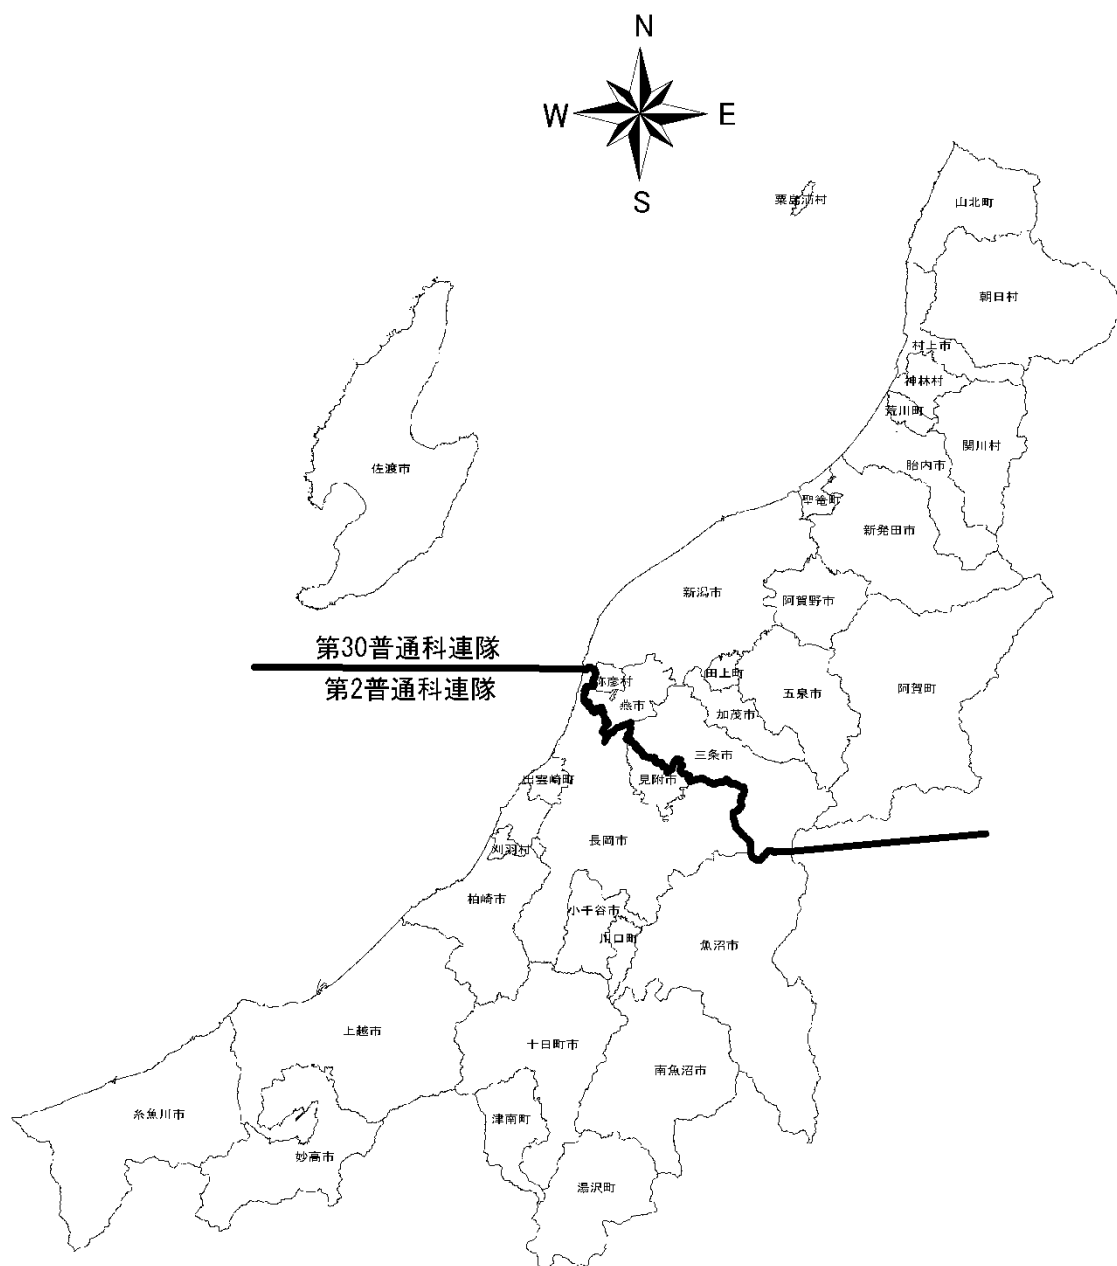 N
W
E
S
粟島浦村
山北町
朝日村
村上市
神林村
荒川町
関川村
胎内市
聖篭町
新発田市
佐渡市
新潟市
阿賀野市
第30普通科連隊
第2普通科連隊
弥彦村
田上町
五泉市
阿賀町
燕市
加茂市
三条市
出雲崎町
見附市
長岡市
刈羽村
柏崎市
小千谷市
川口町
魚沼市
上越市
十日町市
南魚沼市
糸魚川市
津南町
妙高市
湯沢町